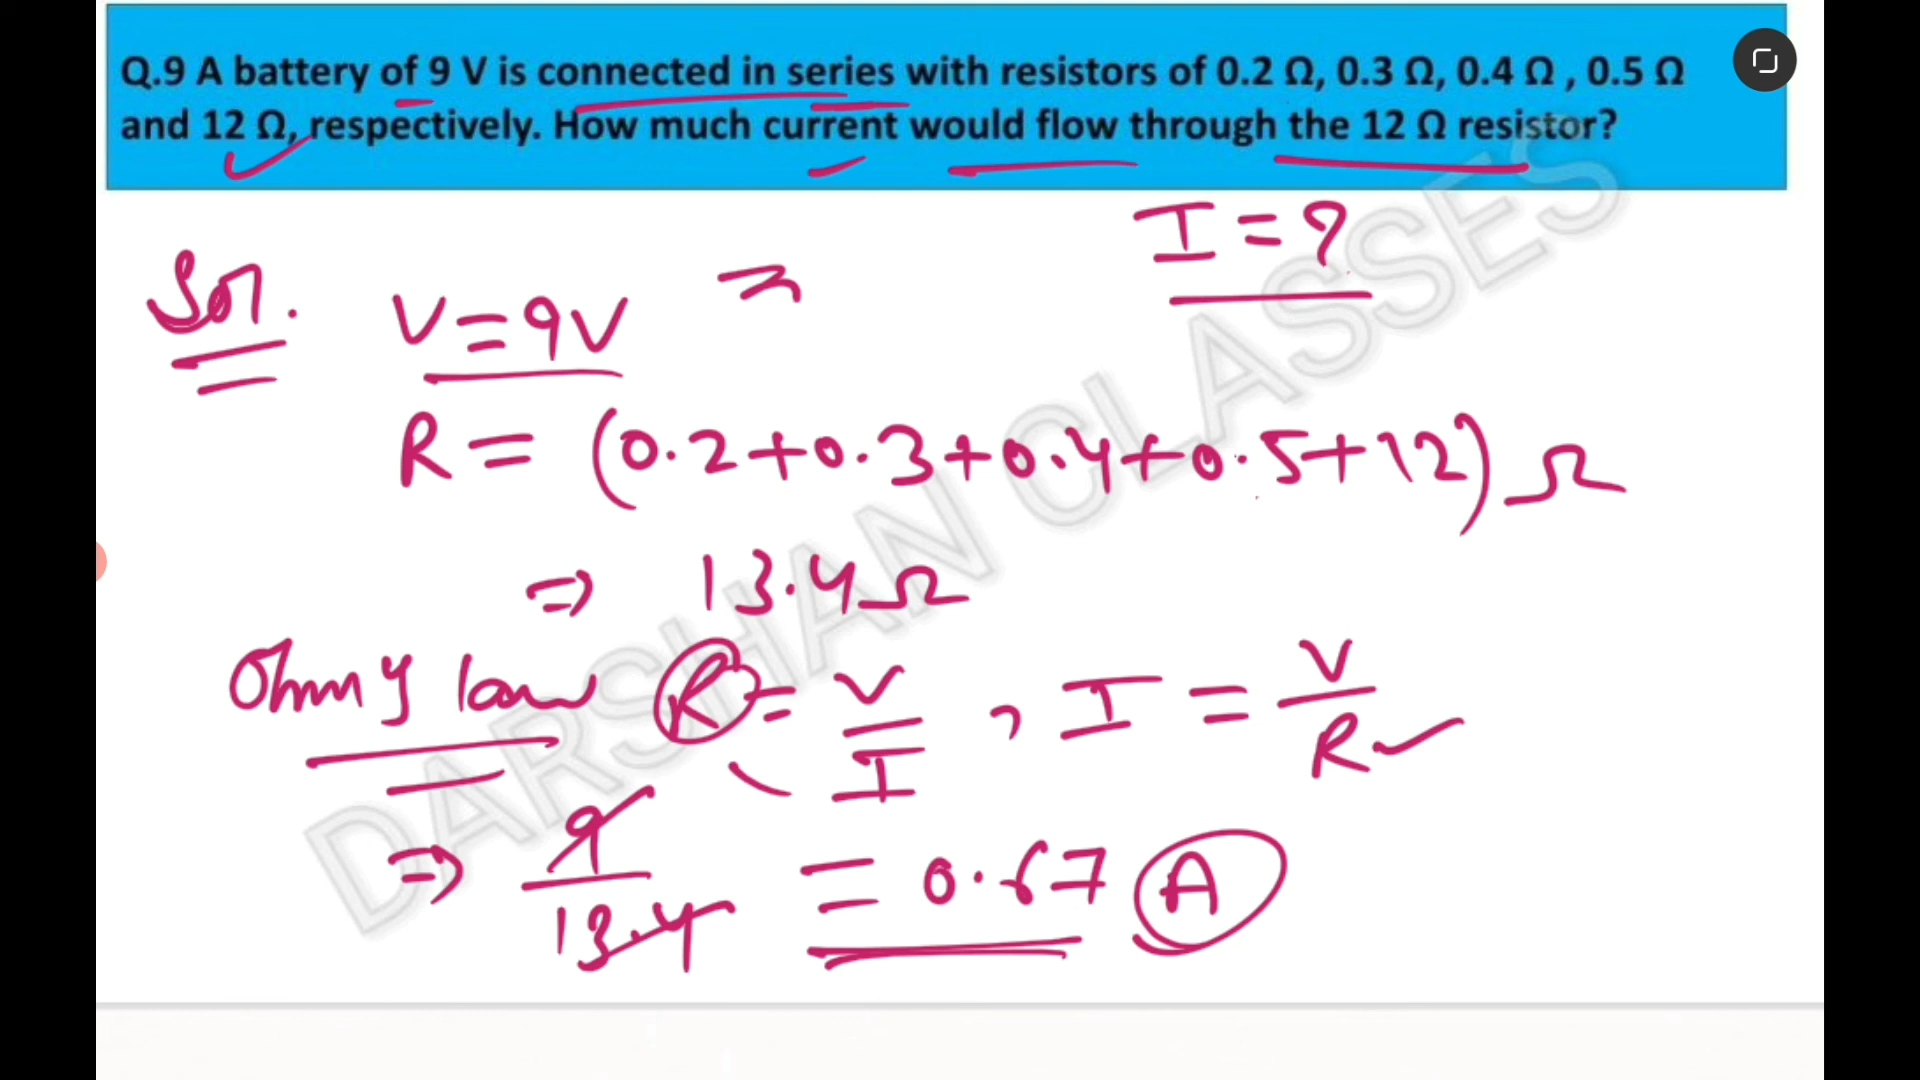 Q.9 A battery of 9 V is connected in series with resistors of 0.2 Ω, 0.3 Ω, 0.4 Ω , 0.5 Ω
and 12 Ω, respectively. How much current would flow through the 12 Ω resistor?
I = ?
Sol. V = 9V ⇒
R = (0.2+0.3+0.4+0.5+12) Ω
⇒ 13.4 Ω
Ohm's law R = V/I , I = V/R
⇒ 9/13.4 = 0.67 A
DARSHAN CLASSES